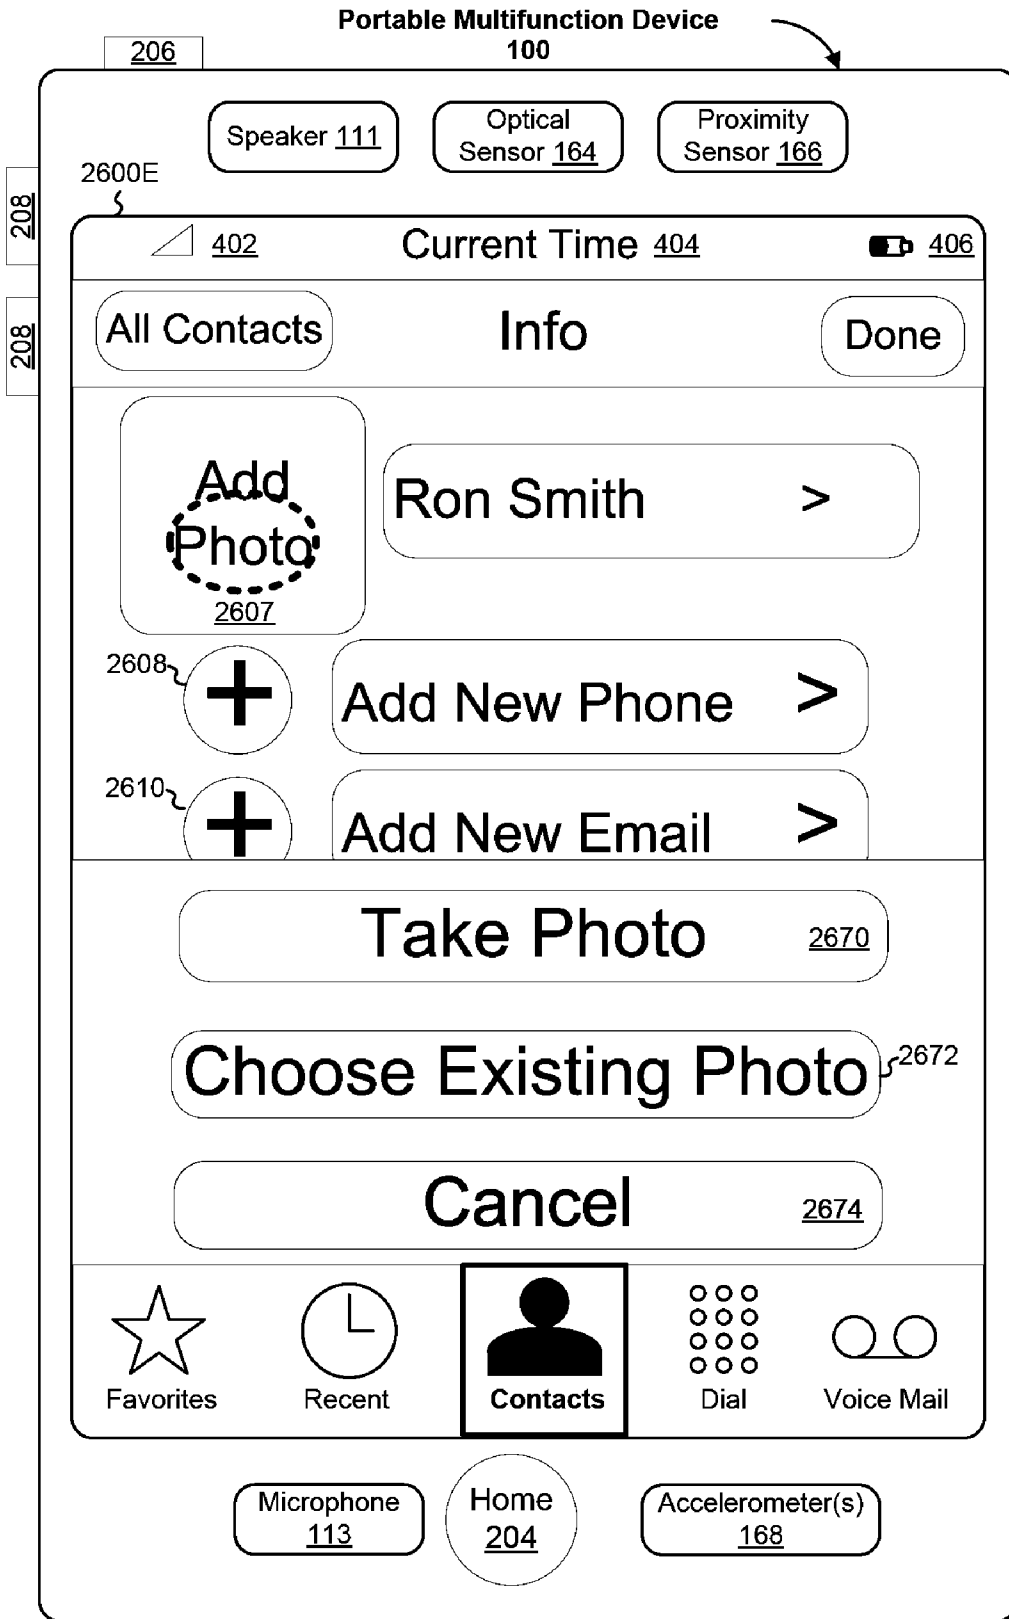 Portable Multifunction Device
100
206
Speaker 111
Optical
Sensor 164
Proximity
Sensor 166
2600E
208
208
402
Current Time 404
406
All Contacts
Info
Done
Add
Photo
2607
Ron Smith >
2608
+
Add New Phone >
2610
+
Add New Email >
Take Photo 2670
Choose Existing Photo
2672
Cancel 2674
Favorites
Recent
Contacts
Dial
Voice Mail
Microphone
113
Home
204
Accelerometer(s)
168